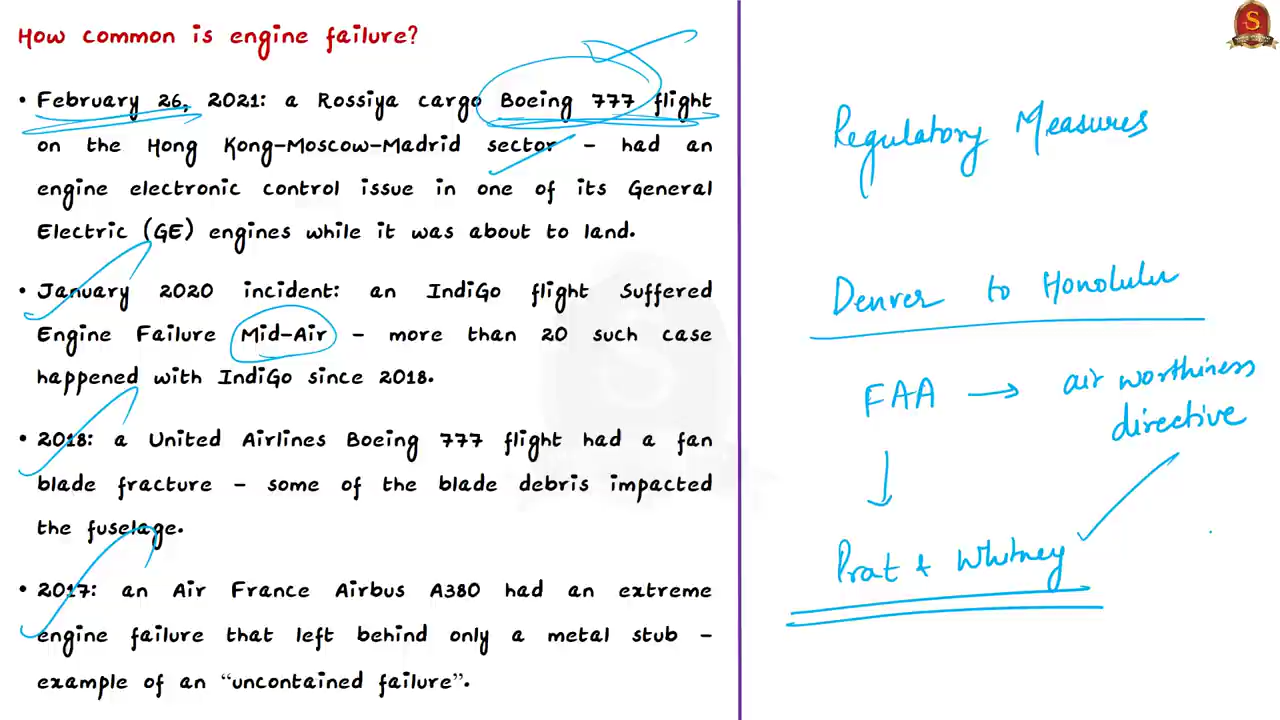 How common is engine failure?
• February 26, 2021: a Rossiya cargo Boeing 777 flight
on the Hong Kong-Moscow-Madrid sector – had an
engine electronic control issue in one of its General
Electric (GE) engines while it was about to land.
• January 2020 incident: an IndiGo flight Suffered
Engine Failure Mid-Air – more than 20 such case
happened with IndiGo since 2018.
• 2018: a United Airlines Boeing 777 flight had a fan
blade fracture – some of the blade debris impacted
the fuselage.
• 2017: an Air France Airbus A380 had an extreme
engine failure that left behind only a metal stub –
example of an “uncontained failure”.
S
Regulatory Measures
Denver to Honolulu
FAA → air worthiness
directive
Prat & Whitney